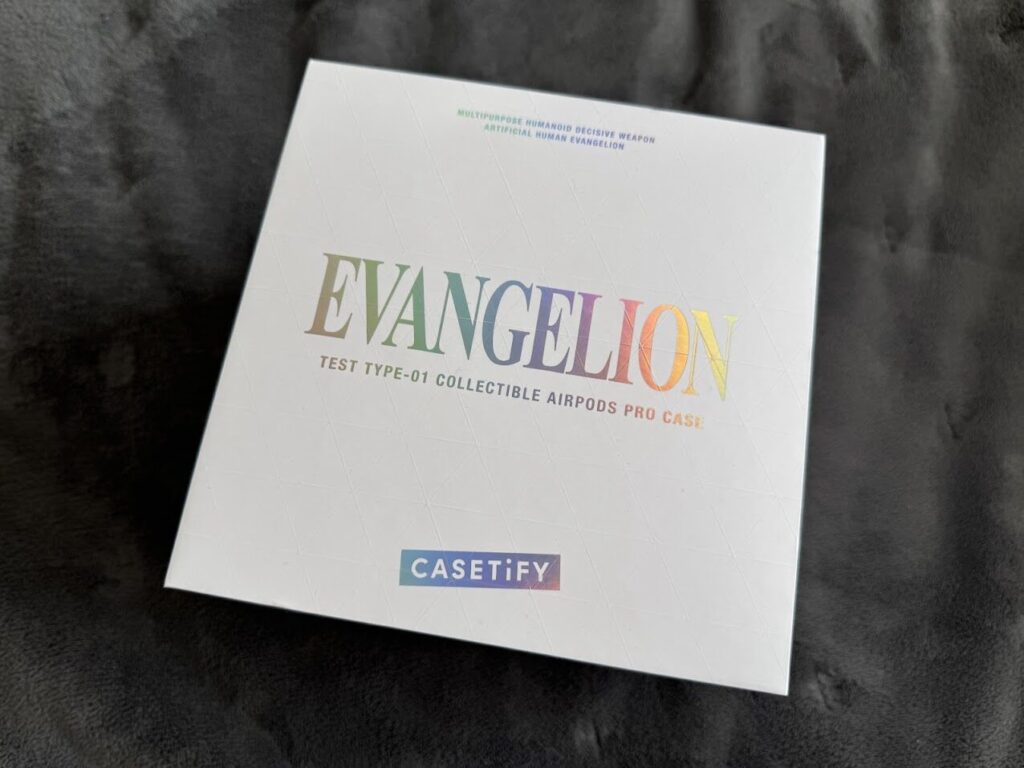 MULTIPURPOSE HUMANOID DECISIVE WEAPON
ARTIFICIAL HUMAN EVANGELION
EVANGELION
TEST TYPE-01 COLLECTIBLE AIRPODS PRO CASE
CASETiFY